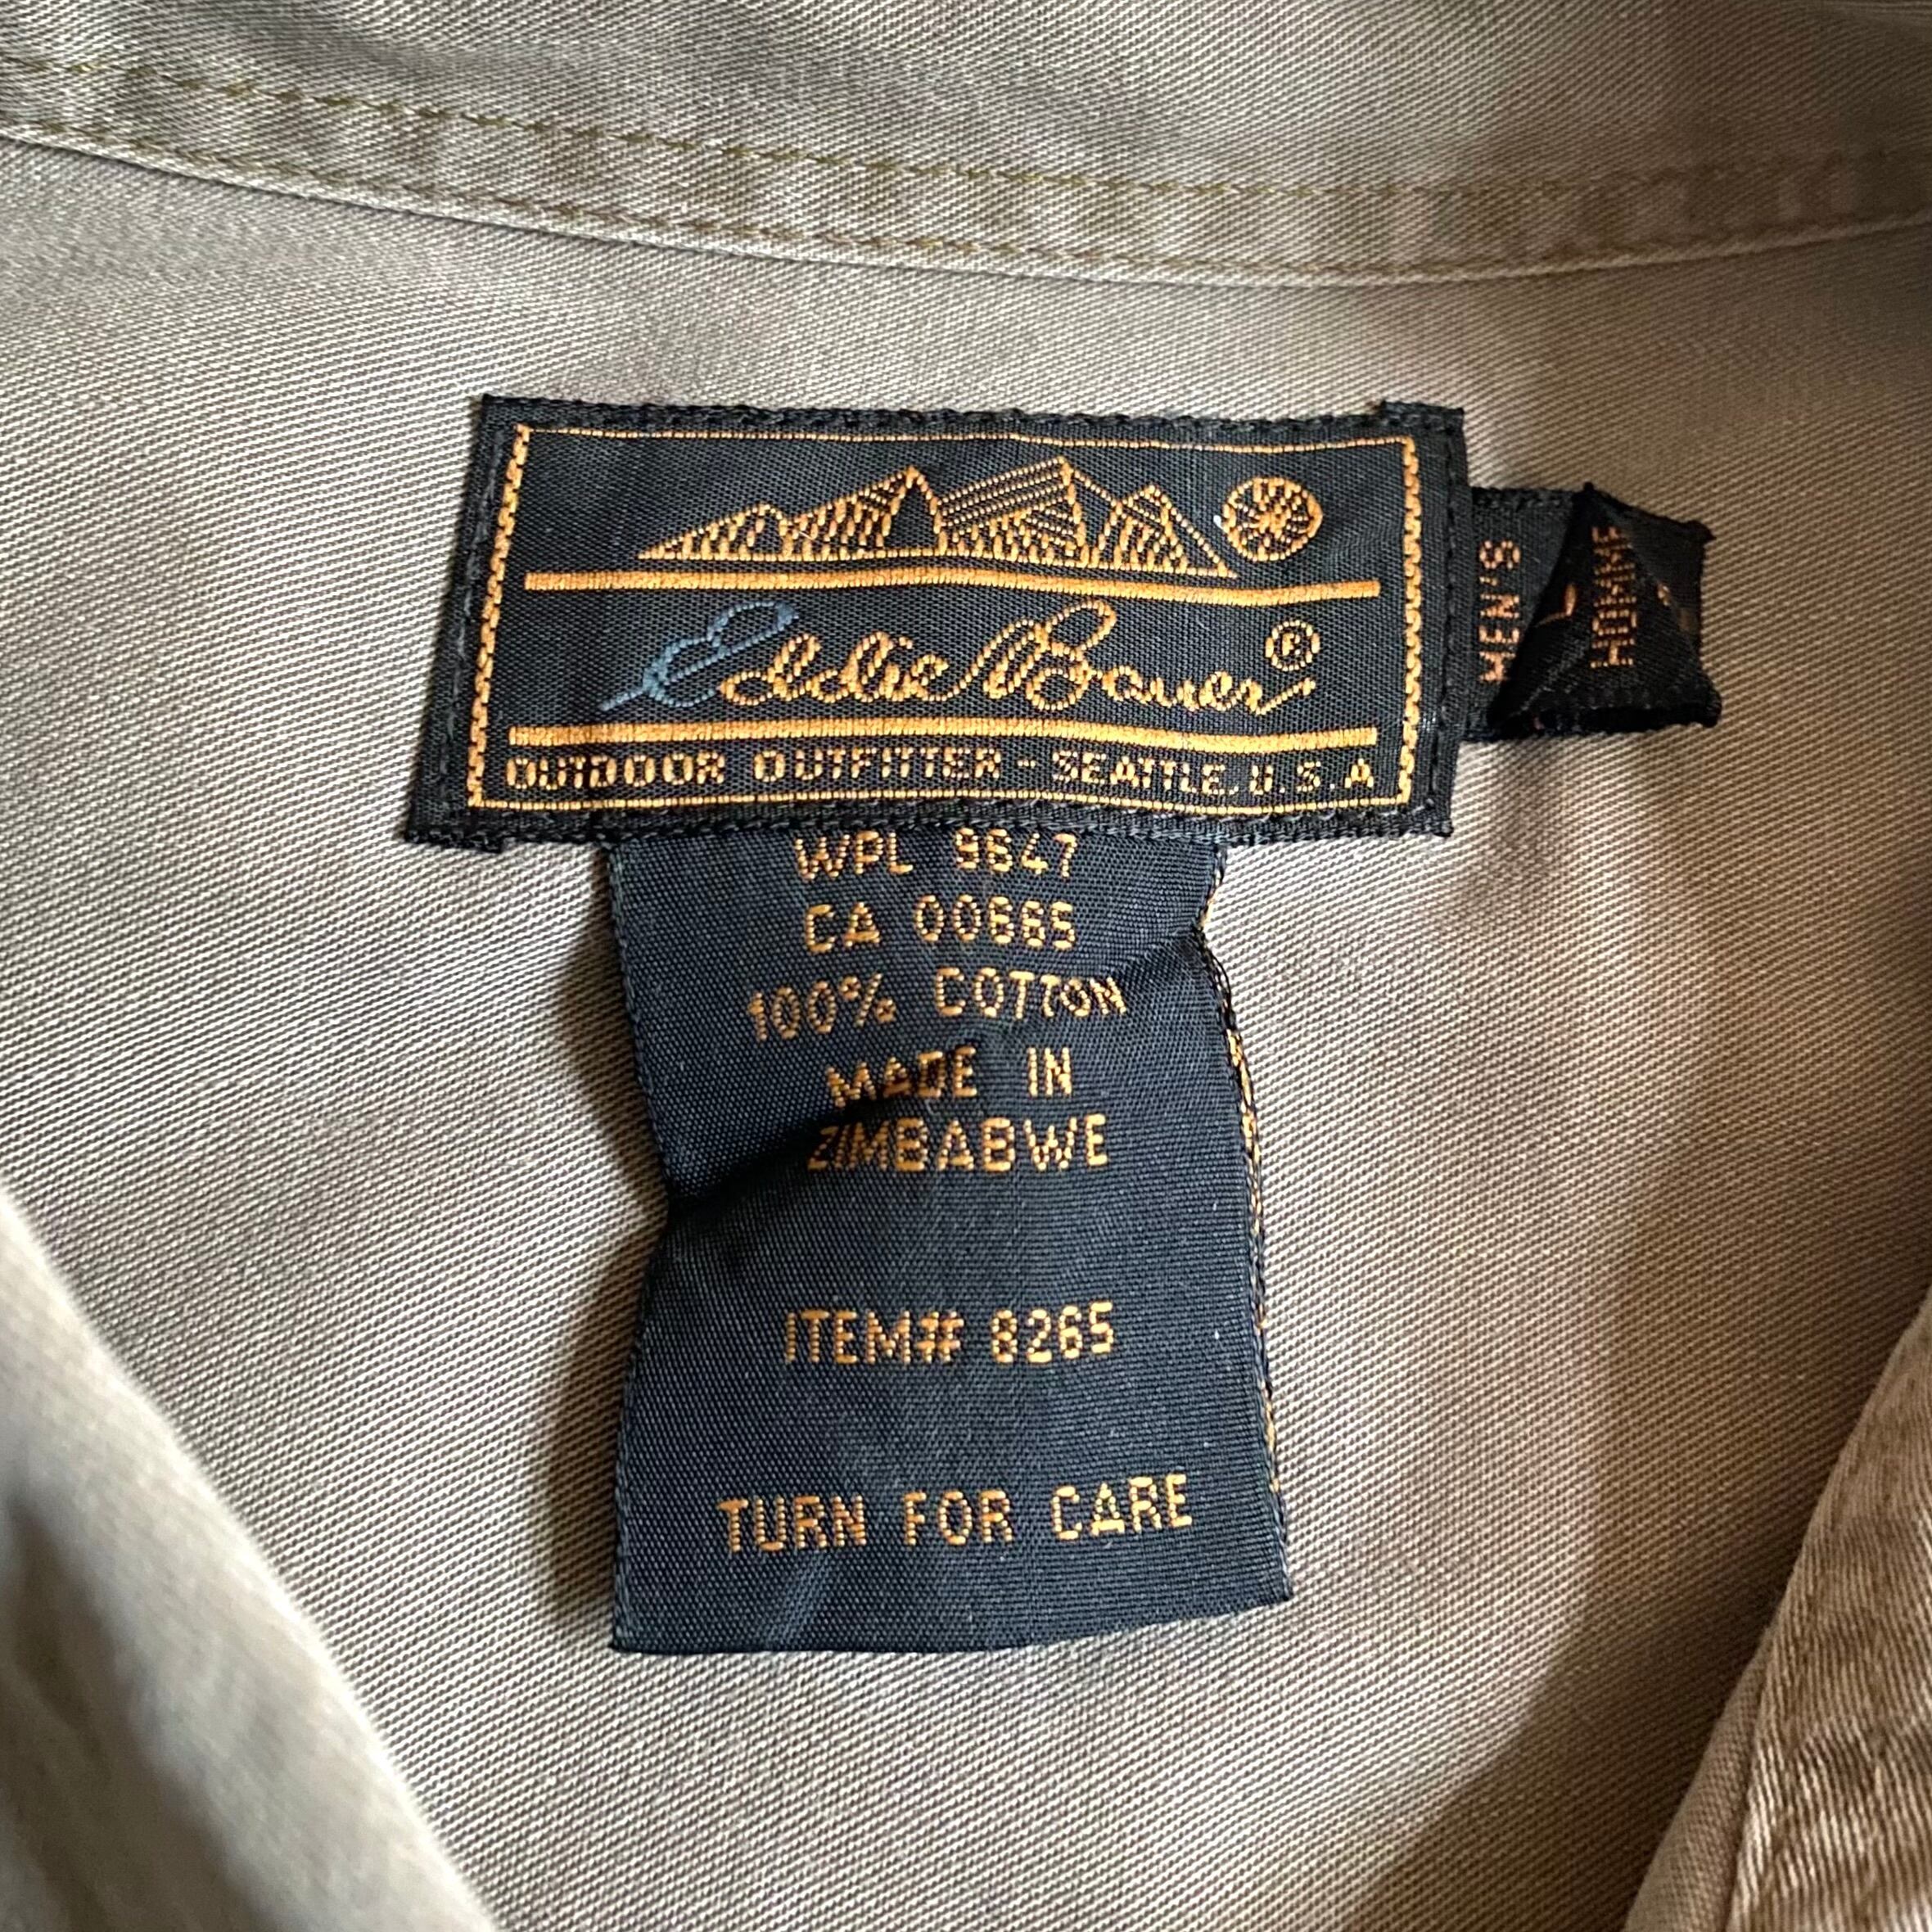 Eddie Bauer®
OUTDOOR OUTFITTER - SEATTLE, U.S.A
MEN'S
L
HOMME
WPL 9647
CA 00665
100% COTTON
MADE IN
ZIMBABWE
ITEM# 8265
TURN FOR CARE